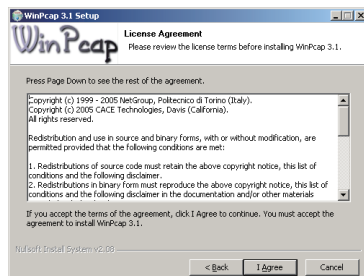 WinPcap 3.1 Setup
WinPcap
License Agreement
Please review the license terms before installing WinPcap 3.1.
Press Page Down to see the rest of the agreement.
Copyright (c) 1999 - 2005 NetGroup, Politecnico di Torino (Italy).
Copyright (c) 2005 CACE Technologies, Davis (California).
All rights reserved.
Redistribution and use in source and binary forms, with or without modification, are
permitted provided that the following conditions are met:
1. Redistributions of source code must retain the above copyright notice, this list of
conditions and the following disclaimer.
2. Redistributions in binary form must reproduce the above copyright notice, this list of
conditions and the following disclaimer in the documentation and/or other materials
If you accept the terms of the agreement, click I Agree to continue. You must accept the
agreement to install WinPcap 3.1.
Nullsoft Install System v2.08
< Back
I Agree
Cancel